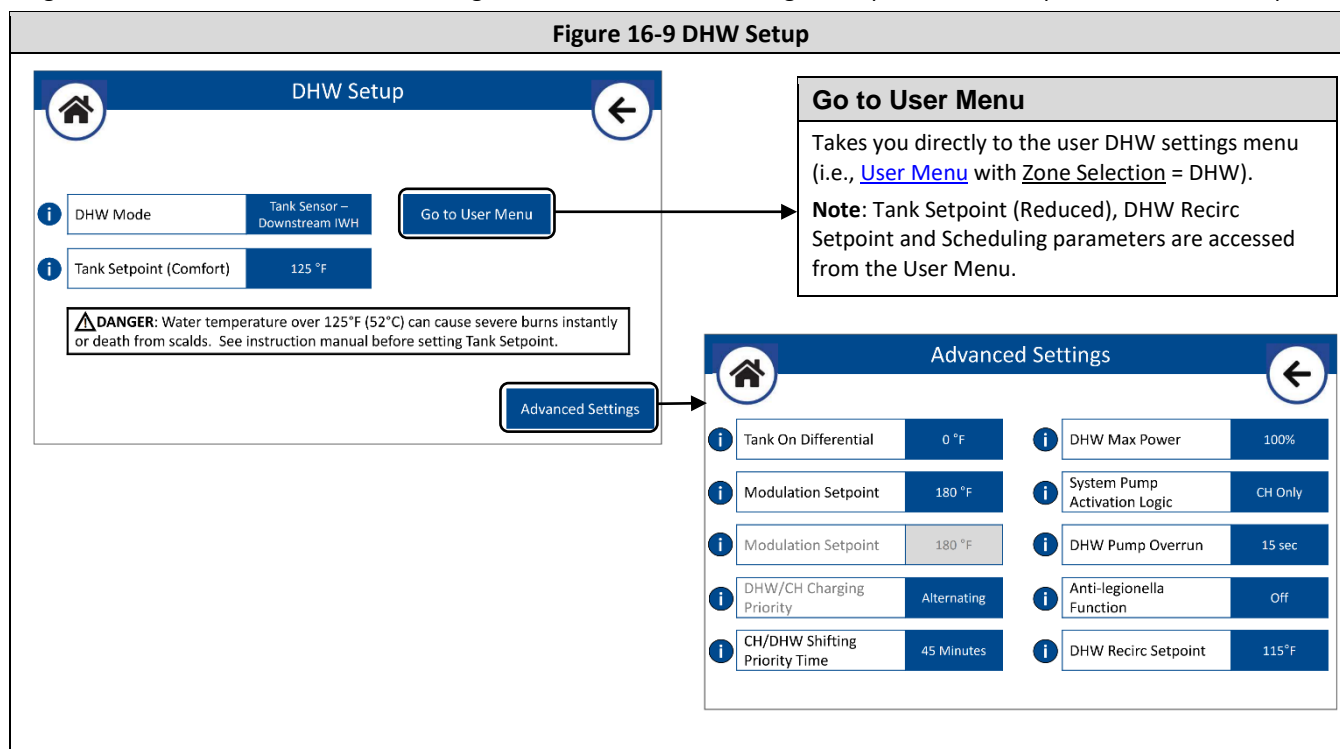 Figure 16-9 DHW Setup
DHW Setup
DHW Mode
Tank Sensor –
Downstream IWH
Go to User Menu
Tank Setpoint (Comfort)
125 °F
DANGER: Water temperature over 125°F (52°C) can cause severe burns instantly
or death from scalds. See instruction manual before setting Tank Setpoint.
Advanced Settings
Go to User Menu
Takes you directly to the user DHW settings menu
(i.e., User Menu with Zone Selection = DHW).
Note: Tank Setpoint (Reduced), DHW Recirc
Setpoint and Scheduling parameters are accessed
from the User Menu.
Advanced Settings
Tank On Differential
0 °F
Modulation Setpoint
180 °F
Modulation Setpoint
180 °F
DHW/CH Charging
Priority
Alternating
CH/DHW Shifting
Priority Time
45 Minutes
DHW Max Power
100%
System Pump
Activation Logic
CH Only
DHW Pump Overrun
15 sec
Anti-legionella
Function
Off
DHW Recirc Setpoint
115°F